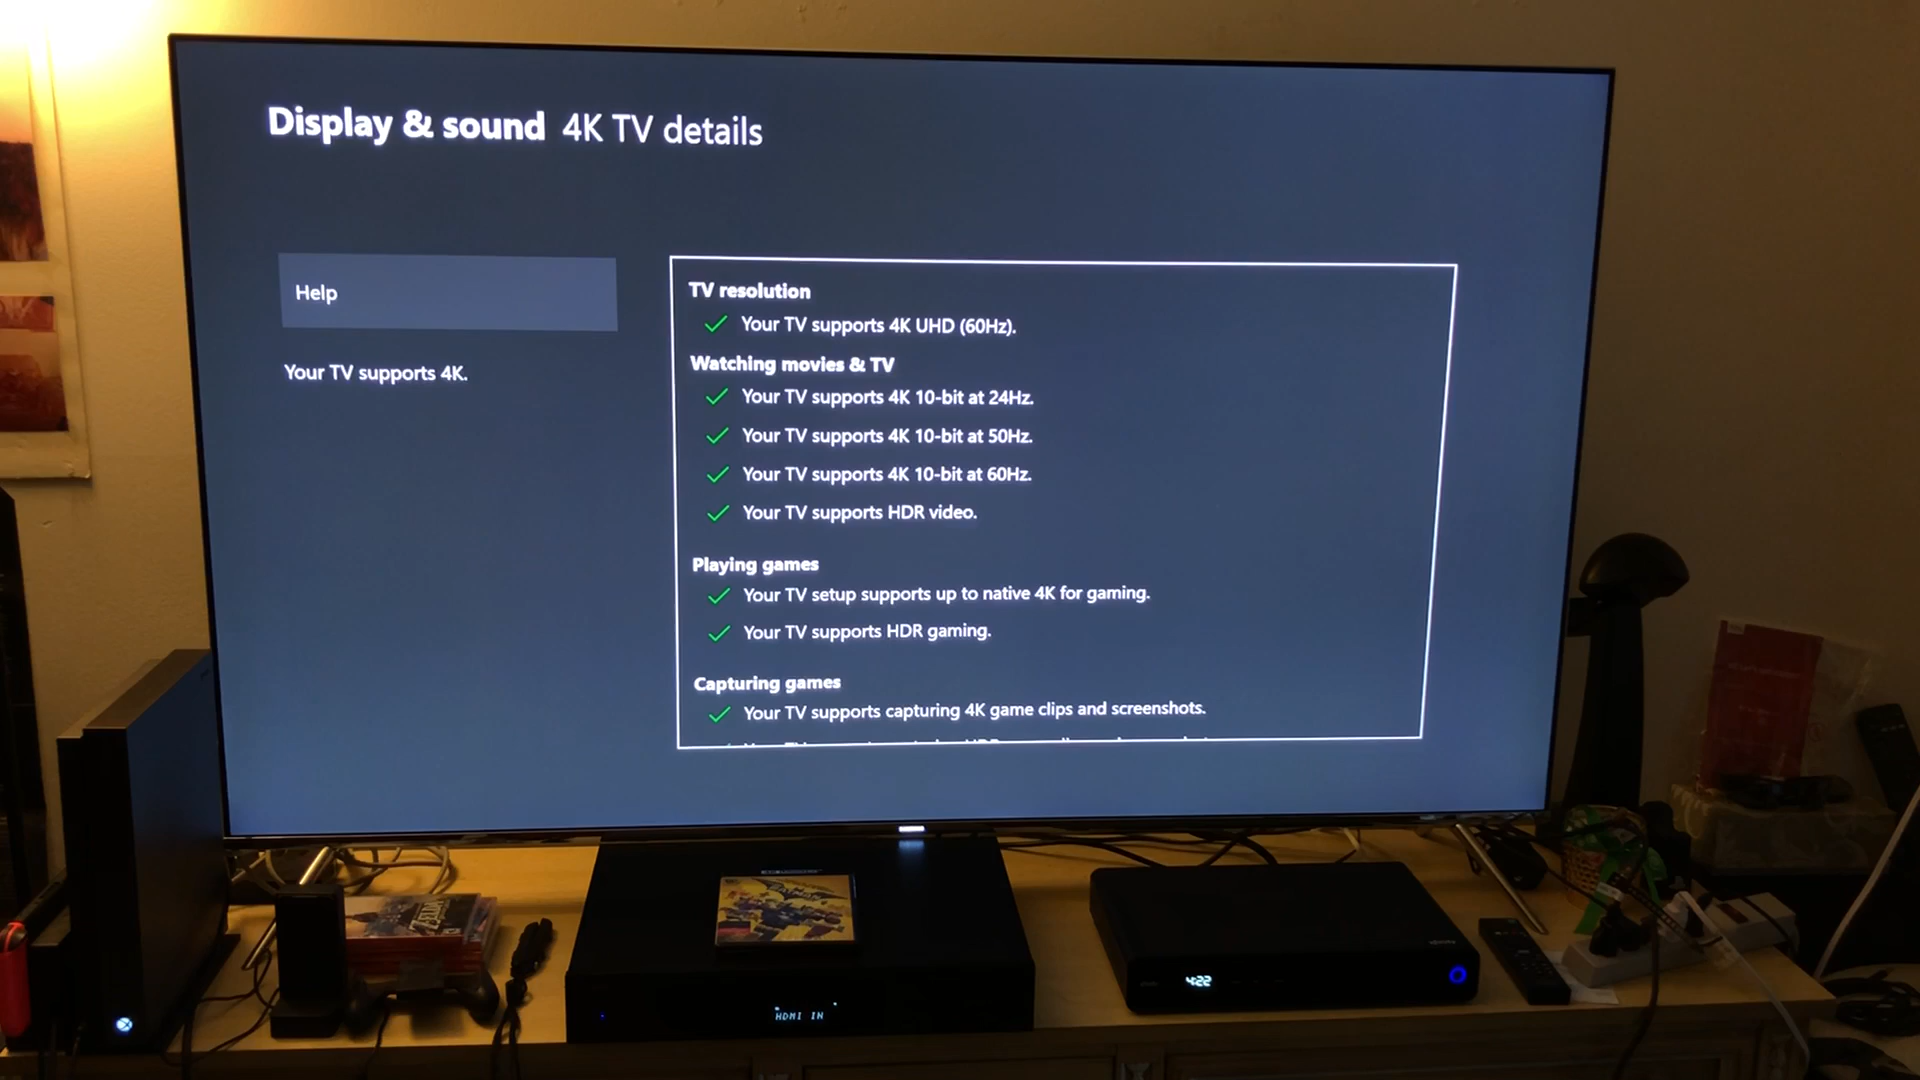 Display & sound 4K TV details
Help
Your TV supports 4K.
TV resolution
Your TV supports 4K UHD (60Hz).
Watching movies & TV
Your TV supports 4K 10-bit at 24Hz.
Your TV supports 4K 10-bit at 50Hz.
Your TV supports 4K 10-bit at 60Hz.
Your TV supports HDR video.
Playing games
Your TV setup supports up to native 4K for gaming.
Your TV supports HDR gaming.
Capturing games
Your TV supports capturing 4K game clips and screenshots.
ZELDA
HDMI IN
4:22